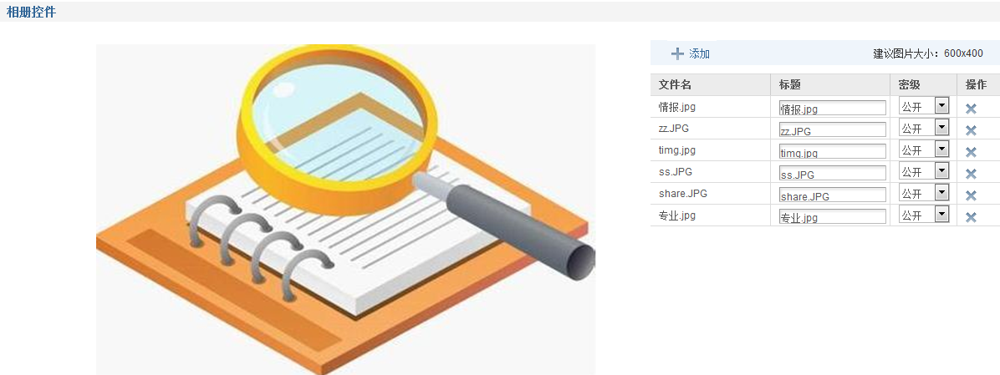 相册控件
添加 建议图片大小：600x400
文件名 标题 密级 操作
情报.jpg 情报.jpg 公开
zz.JPG zz.JPG 公开
timg.jpg timg.jpg 公开
ss.JPG ss.JPG 公开
share.JPG share.JPG 公开
专业.jpg 专业.jpg 公开